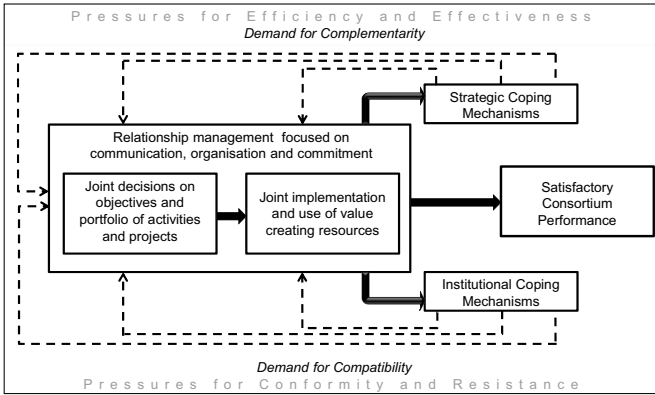 Pressures for Efficiency and Effectiveness
Demand for Complementarity
Strategic Coping
Mechanisms
Relationship management focused on
communication, organisation and commitment
Joint decisions on
objectives and
portfolio of activities
and projects
Joint implementation
and use of value
creating resources
Satisfactory
Consortium
Performance
Institutional Coping
Mechanisms
Demand for Compatibility
Pressures for Conformity and Resistance